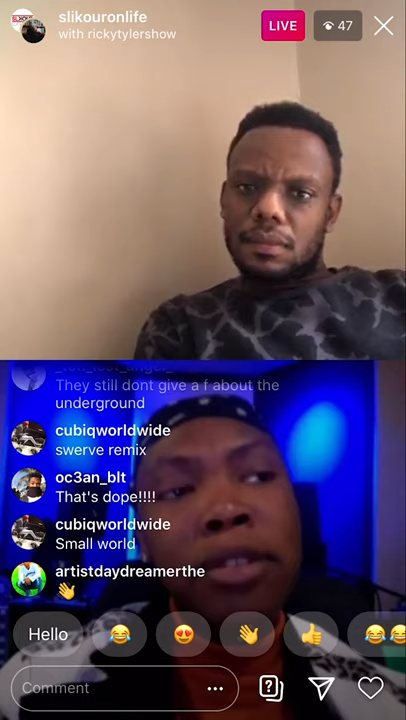 slikouronlife
with rickytylershow
LIVE
47
They still dont give a f about the
underground
cubiqworldwide
swerve remix
oc3an_blt
That's dope!!!!
cubiqworldwide
Small world
artistdaydreamerthe
👋
Hello
😂 😍 👋 👍 😂😂
Comment